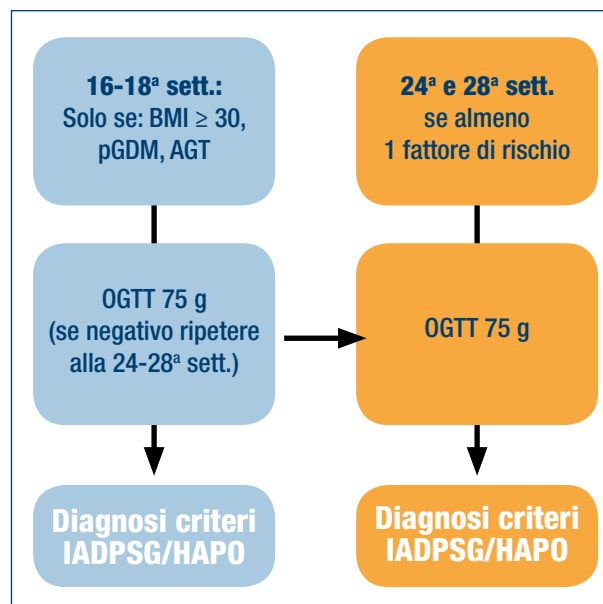 16-18ª sett.:
Solo se: BMI ≥ 30,
pGDM, AGT
OGTT 75 g
(se negativo ripetere
alla 24-28ª sett.)
Diagnosi criteri
IADPSG/HAPO
24ª e 28ª sett.
se almeno
1 fattore di rischio
OGTT 75 g
Diagnosi criteri
IADPSG/HAPO